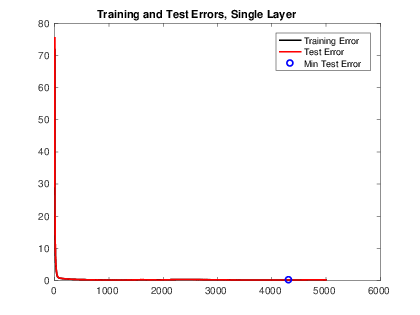 Training and Test Errors, Single Layer
80
70
60
50
40
30
20
10
0
Training Error
Test Error
Min Test Error
0 1000 2000 3000 4000 5000 6000